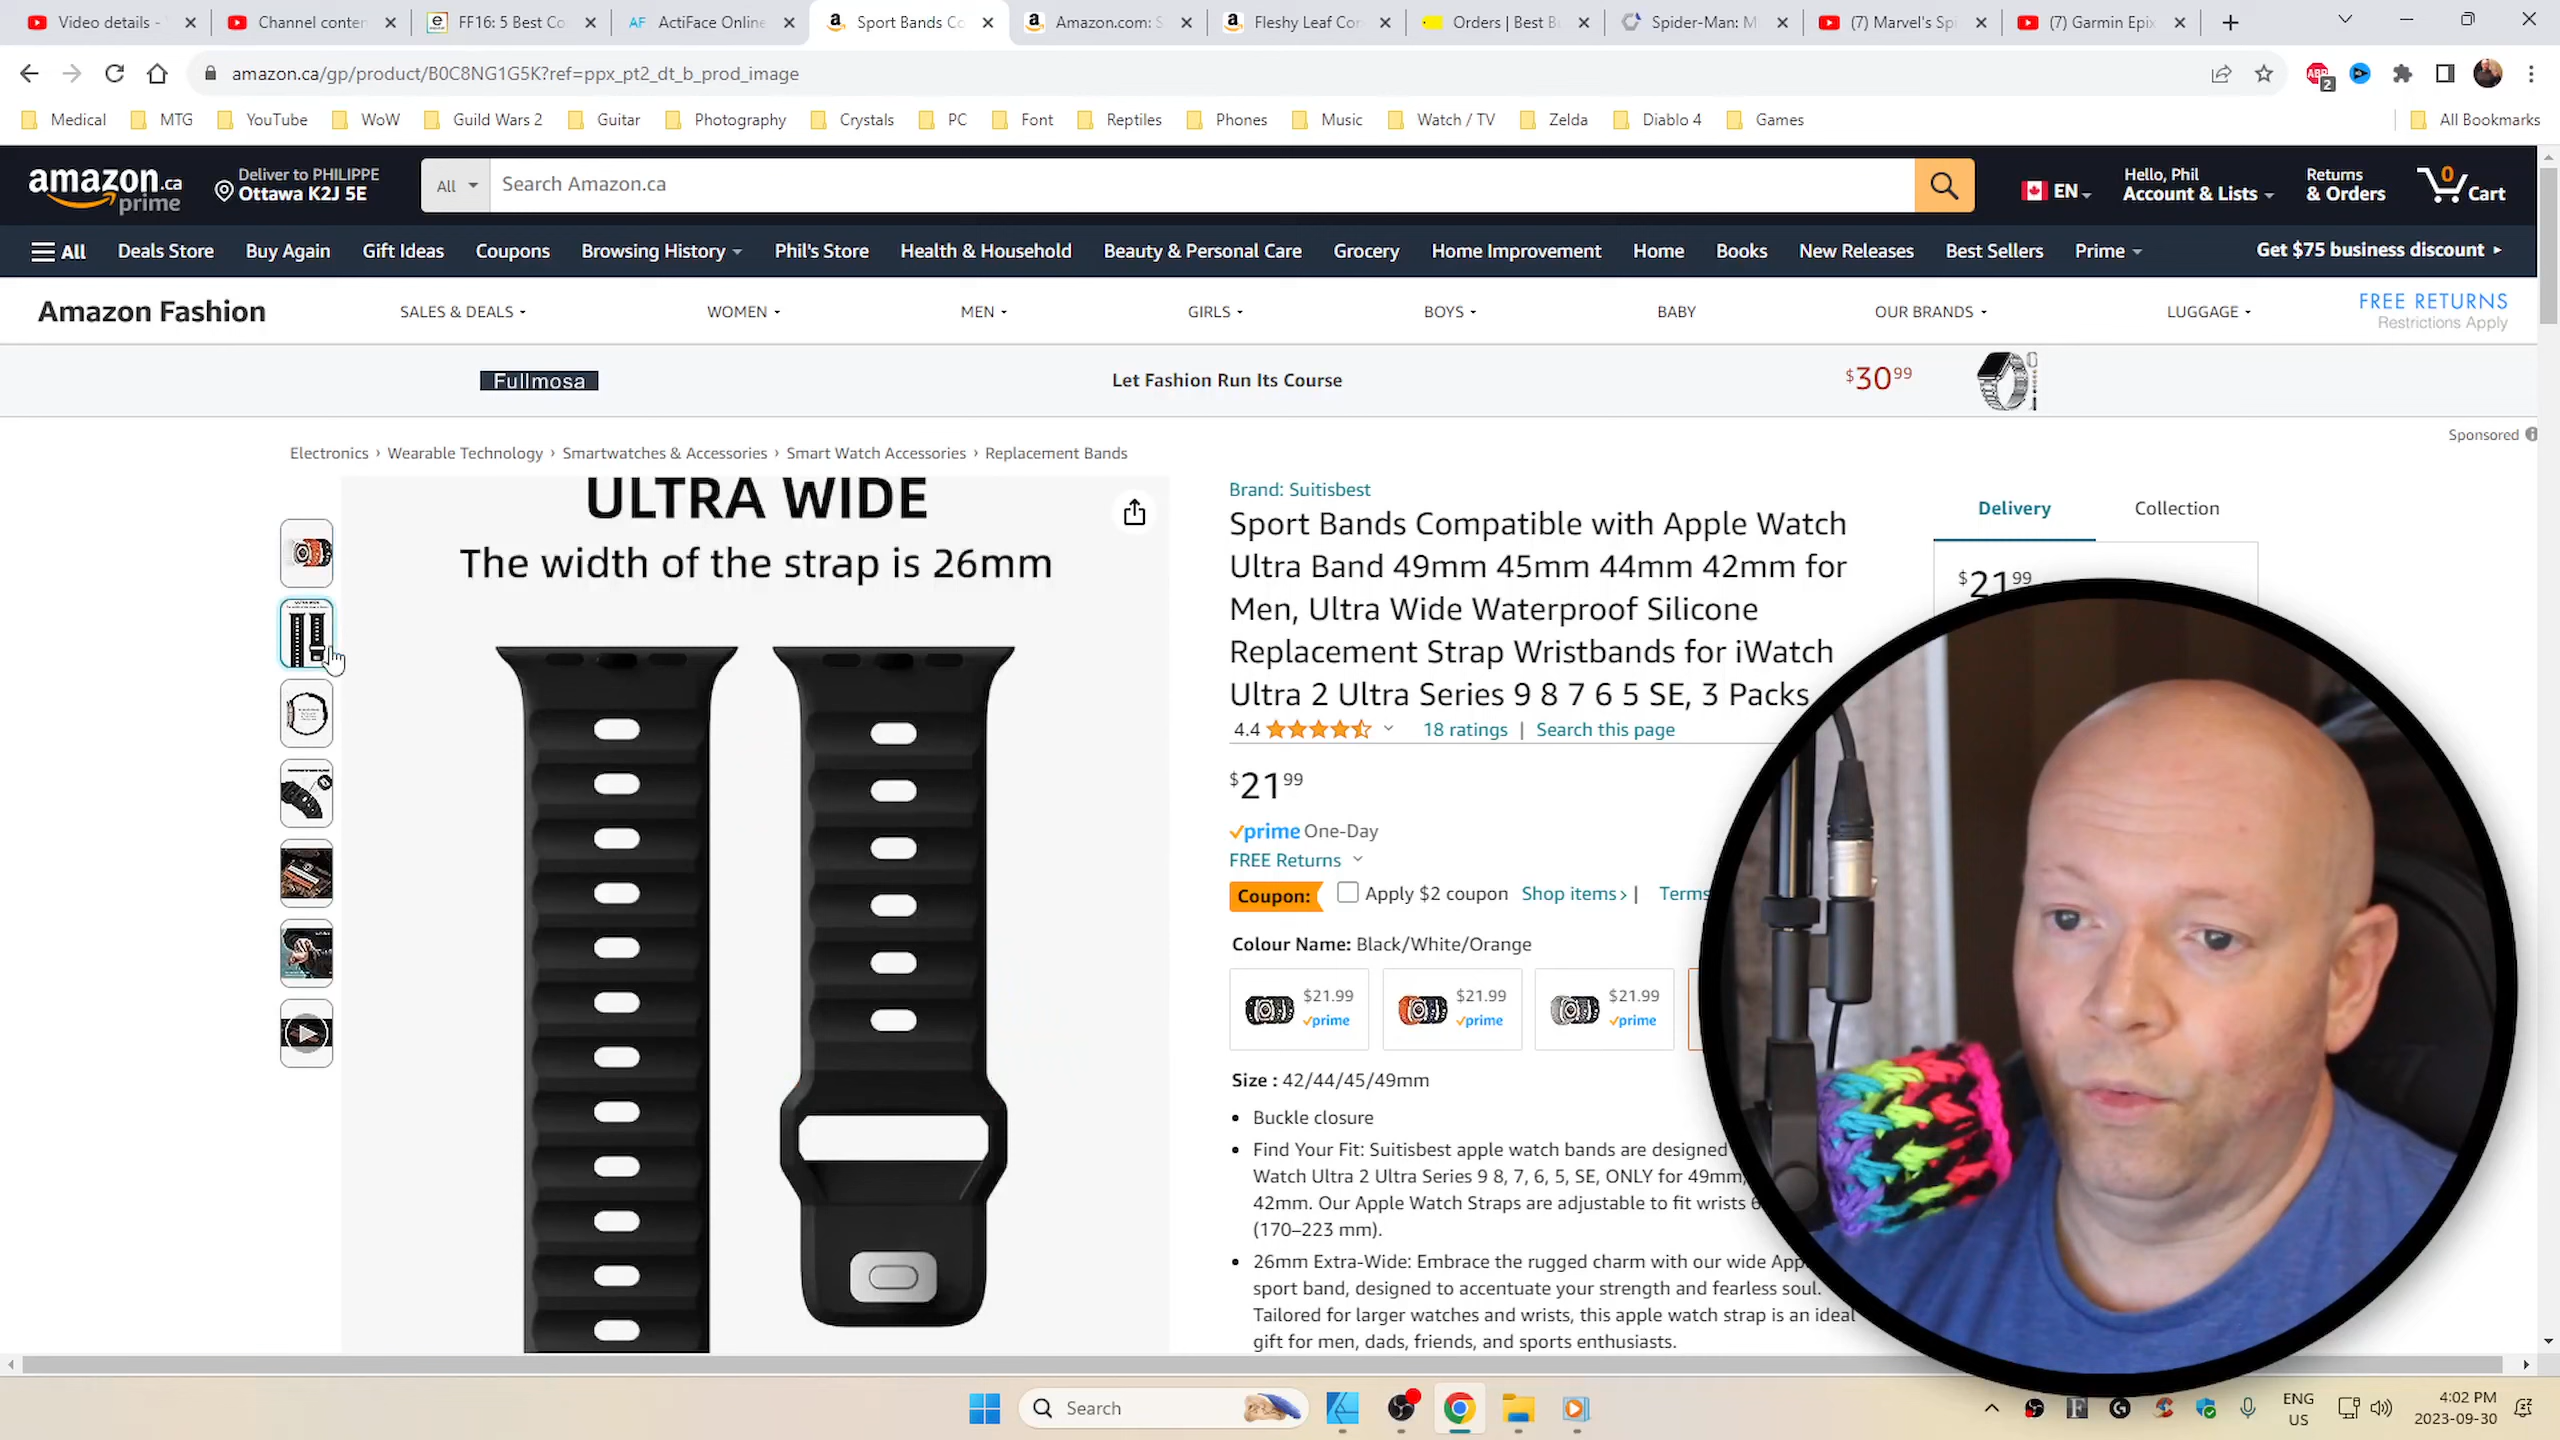 Video details -
Channel conten
FF16: 5 Best Co
AF ActiFace Online
Sport Bands Co
Amazon.com: S
Fleshy Leaf Con
Orders | Best Bu
Spider-Man: M
(7) Marvel's Spi
(7) Garmin Epix
amazon.ca/gp/product/B0C8NG1G5K?ref=ppx_pt2_dt_b_prod_image
ABP
2
Medical
MTG
YouTube
WoW
Guild Wars 2
Guitar
Photography
Crystals
PC
Font
Reptiles
Phones
Music
Watch / TV
Zelda
Diablo 4
Games
All Bookmarks
amazon.ca
prime
Deliver to PHILIPPE
Ottawa K2J 5E
All
Search Amazon.ca
EN
Hello, Phil
Account & Lists
Returns
& Orders
0
Cart
All
Deals Store
Buy Again
Gift Ideas
Coupons
Browsing History
Phil's Store
Health & Household
Beauty & Personal Care
Grocery
Home Improvement
Home
Books
New Releases
Best Sellers
Prime
Get $75 business discount
Amazon Fashion
SALES & DEALS
WOMEN
MEN
GIRLS
BOYS
BABY
OUR BRANDS
LUGGAGE
FREE RETURNS
Restrictions Apply
Fullmosa
Let Fashion Run Its Course
$30 99
Sponsored
Electronics › Wearable Technology › Smartwatches & Accessories › Smart Watch Accessories › Replacement Bands
ULTRA WIDE
The width of the strap is 26mm
Brand: Suitisbest
Sport Bands Compatible with Apple Watch
Ultra Band 49mm 45mm 44mm 42mm for
Men, Ultra Wide Waterproof Silicone
Replacement Strap Wristbands for iWatch
Ultra 2 Ultra Series 9 8 7 6 5 SE, 3 Packs
4.4
18 ratings | Search this page
$21 99
prime One-Day
FREE Returns
Coupon: Apply $2 coupon Shop items › | Terms
Colour Name: Black/White/Orange
$21.99
prime
$21.99
prime
$21.99
prime
Size : 42/44/45/49mm
• Buckle closure
• Find Your Fit: Suitisbest apple watch bands are designed
Watch Ultra 2 Ultra Series 9 8, 7, 6, 5, SE, ONLY for 49mm,
42mm. Our Apple Watch Straps are adjustable to fit wrists 6
(170–223 mm).
• 26mm Extra-Wide: Embrace the rugged charm with our wide App
sport band, designed to accentuate your strength and fearless soul.
Tailored for larger watches and wrists, this apple watch strap is an ideal
gift for men, dads, friends, and sports enthusiasts.
Delivery
Collection
$21 99
Search
ENG
US
4:02 PM
2023-09-30